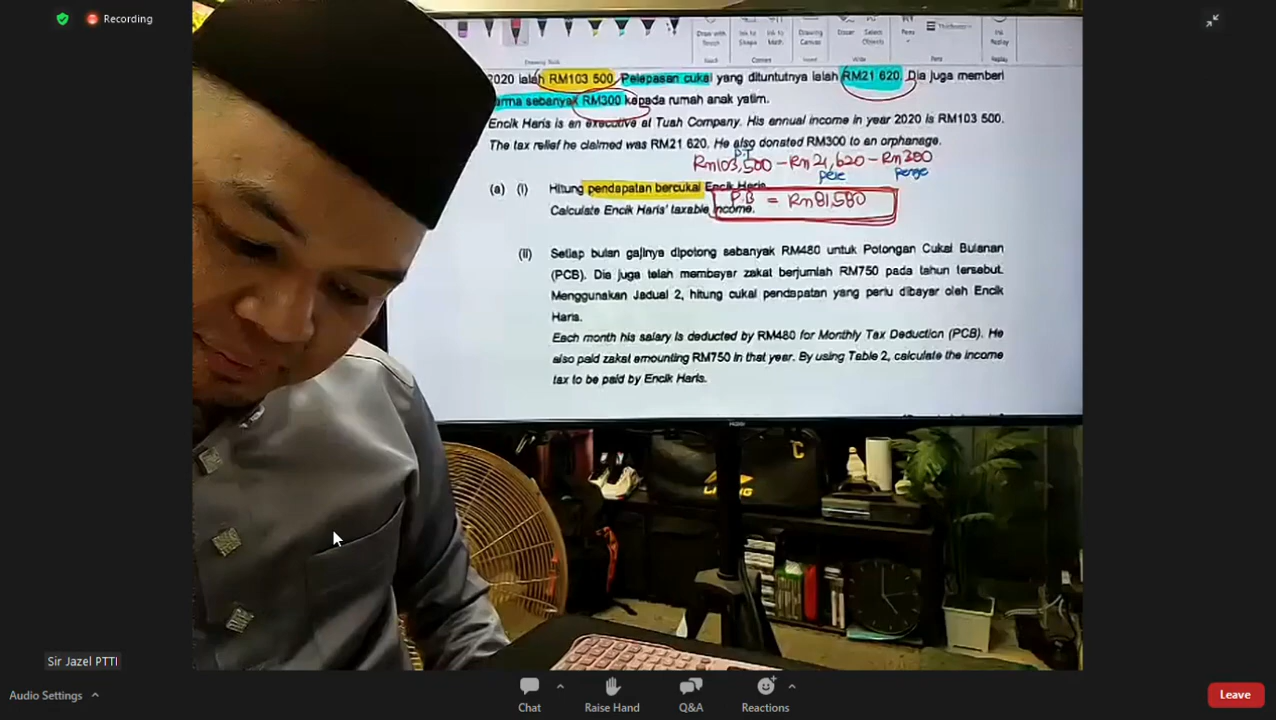 Recording
2020 ialah RM103 500. Pelepasan cukai yang dituntutnya ialah RM21 620. Dia juga memberi
derma sebanyak RM300 kepada rumah anak yatim.
Encik Haris is an executive at Tuah Company. His annual income in year 2020 is RM103 500.
The tax relief he claimed was RM21 620. He also donated RM300 to an orphanage.
P.T
Rm103,500 - Rm21,620 - Rm300
pele penge
(a) (i) Hitung pendapatan bercukai Encik Haris.
P.B = Rm81,580
Calculate Encik Haris' taxable income.
(ii) Setiap bulan gajinya dipotong sebanyak RM480 untuk Potongan Cukai Bulanan
(PCB). Dia juga telah membayar zakat berjumlah RM750 pada tahun tersebut.
Menggunakan Jadual 2, hitung cukai pendapatan yang perlu dibayar oleh Encik
Haris.
Each month his salary is deducted by RM480 for Monthly Tax Deduction (PCB). He
also paid zakat amounting RM750 in that year. By using Table 2, calculate the income
tax to be paid by Encik Haris.
Sir Jazel PTTI
Audio Settings
Chat
Raise Hand
Q&A
Reactions
Leave